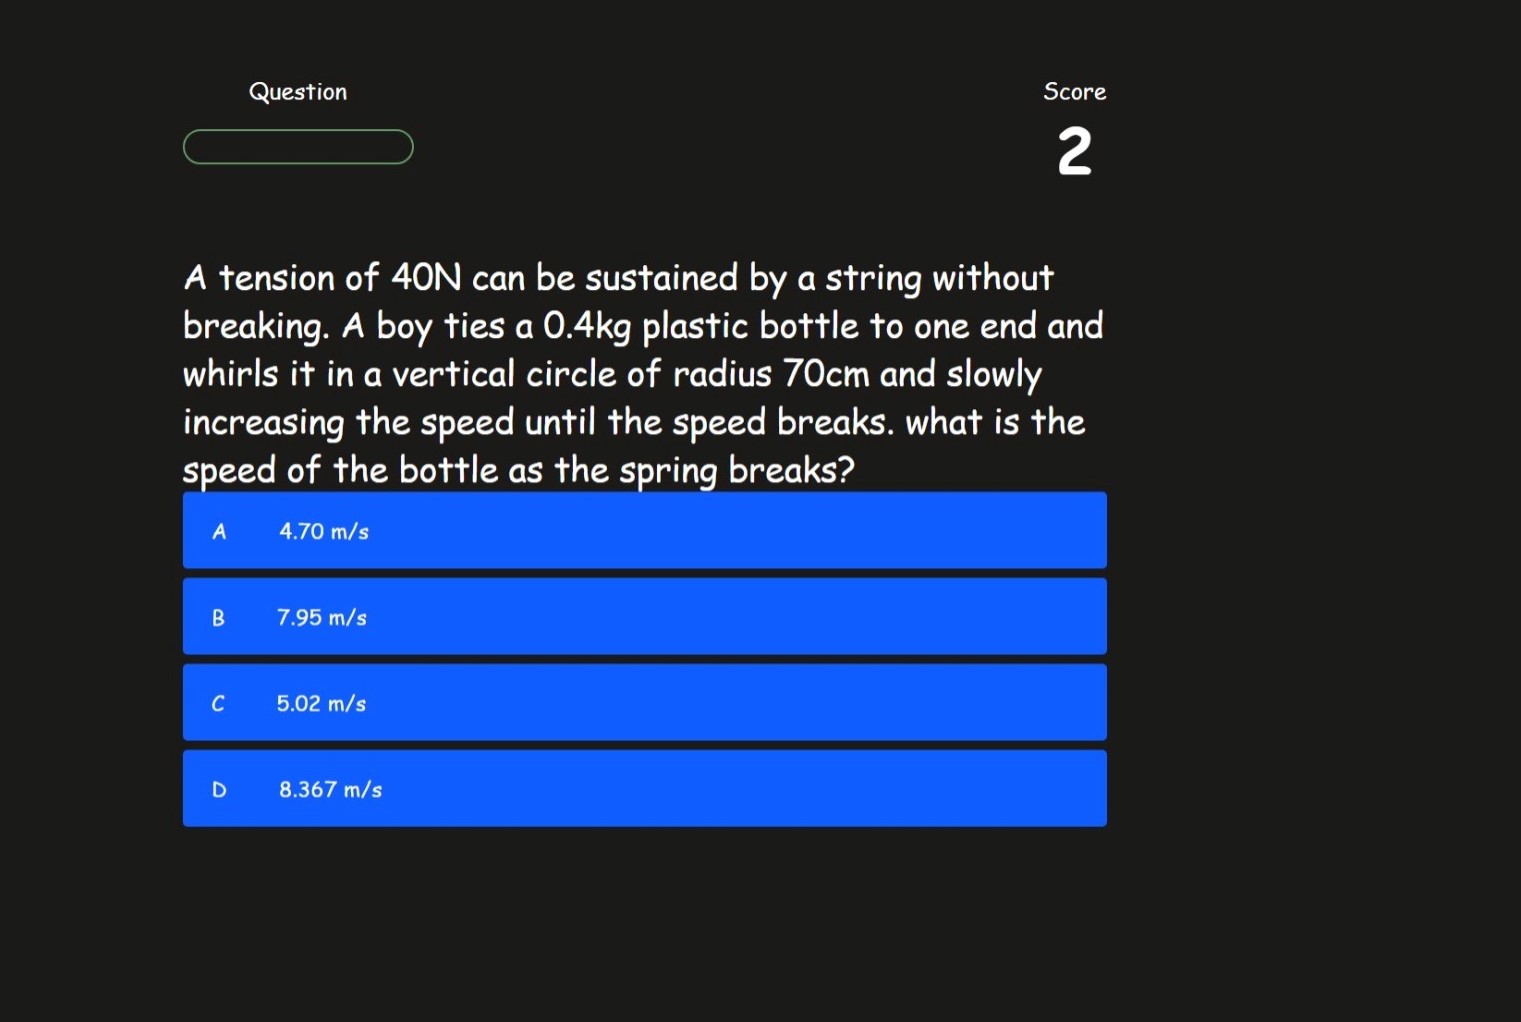 Question
Score
2
A tension of 40N can be sustained by a string without
breaking. A boy ties a 0.4kg plastic bottle to one end and
whirls it in a vertical circle of radius 70cm and slowly
increasing the speed until the speed breaks. what is the
speed of the bottle as the spring breaks?
A 4.70 m/s
B 7.95 m/s
C 5.02 m/s
D 8.367 m/s